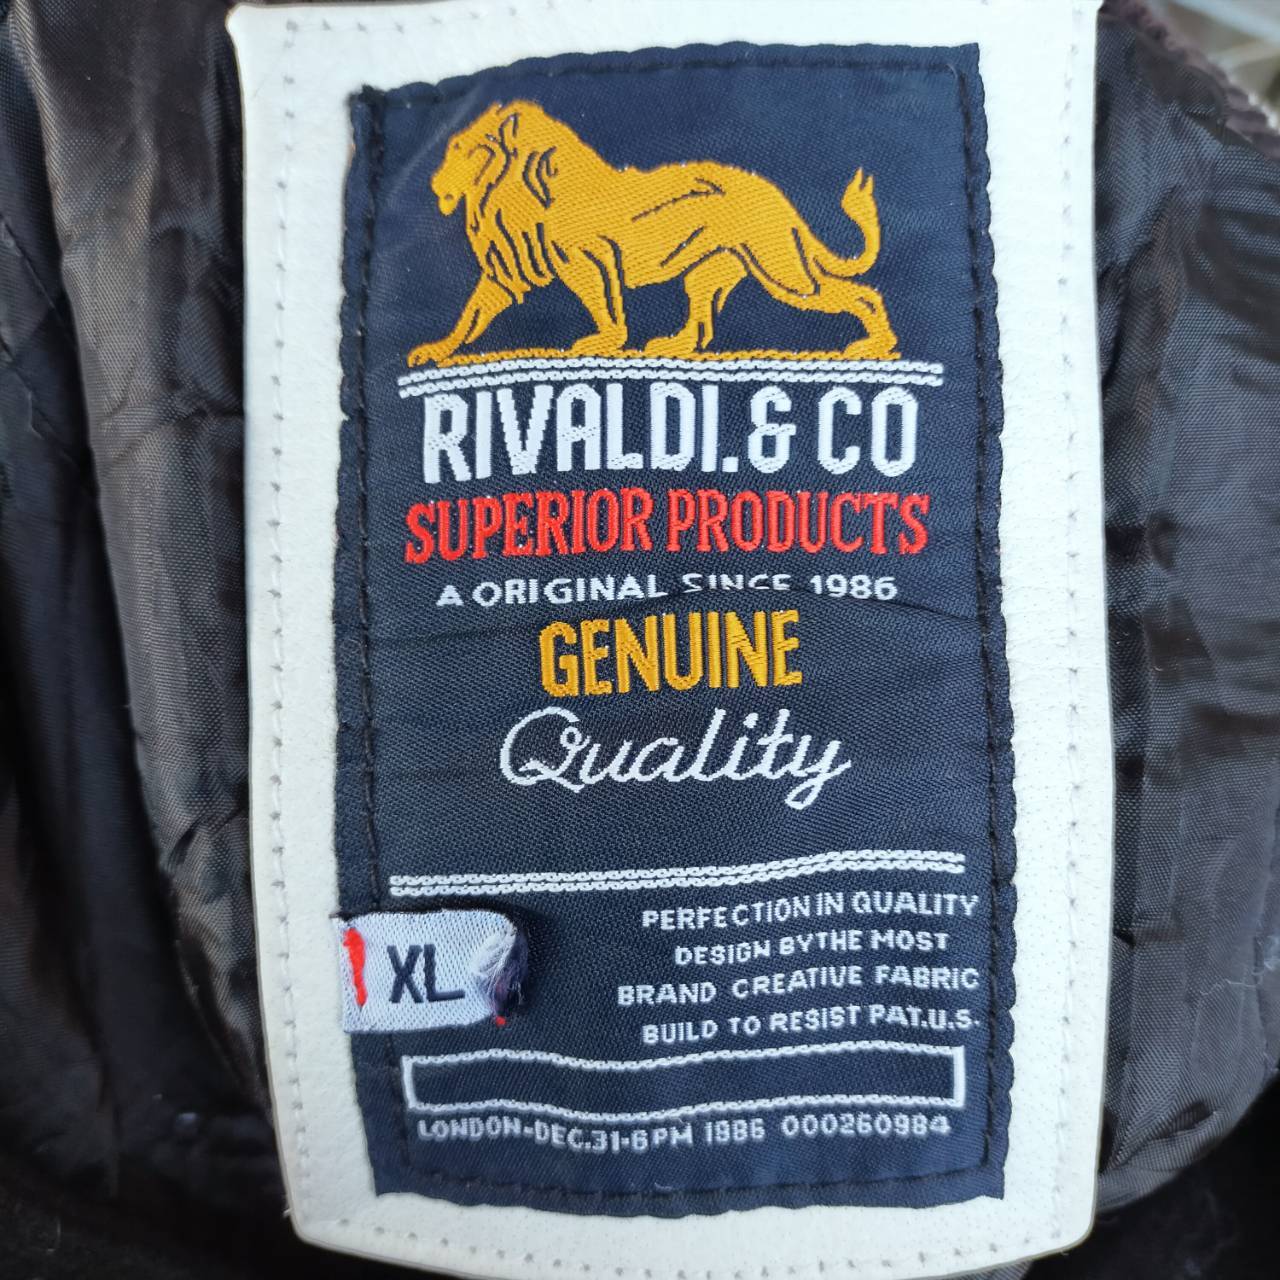 RIVALDI.& CO
SUPERIOR PRODUCTS
A ORIGINAL SINCE 1986
GENUINE
Quality
PERFECTION IN QUALITY
DESIGN BY THE MOST
BRAND CREATIVE FABRIC
BUILD TO RESIST PAT.U.S.
XL
LONDON-DEC.31-6PM 1986 000260984